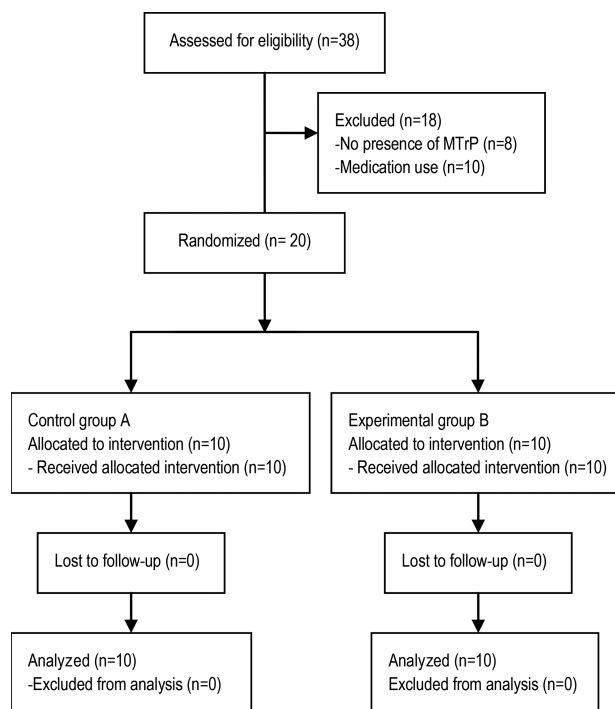 Assessed for eligibility (n=38)
Excluded (n=18)
-No presence of MTrP (n=8)
-Medication use (n=10)
Randomized (n= 20)
Control group A
Allocated to intervention (n=10)
- Received allocated intervention (n=10)
Experimental group B
Allocated to intervention (n=10)
- Received allocated intervention (n=10)
Lost to follow-up (n=0)
Lost to follow-up (n=0)
Analyzed (n=10)
-Excluded from analysis (n=0)
Analyzed (n=10)
Excluded from analysis (n=0)